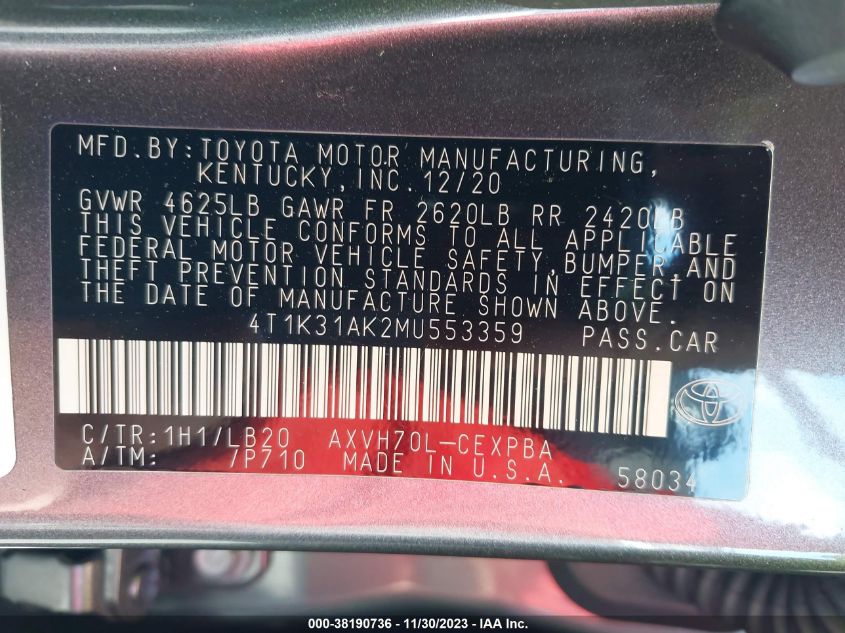 MFD.BY:TOYOTA MOTOR MANUFACTURING,
KENTUCKY,INC.12/20
GVWR 4625LB GAWR FR 2620LB RR 2420LB
THIS VEHICLE CONFORMS TO ALL APPLICABLE
FEDERAL MOTOR VEHICLE SAFETY,BUMPER,AND
THEFT PREVENTION STANDARDS IN EFFECT ON
THE DATE OF MANUFACTURE SHOWN ABOVE.
4T1K31AK2MU553359 PASS.CAR
C/TR:1H1/LB20 AXVH70L-CEXPBA
A/TM: /P710 MADE IN U.S.A. 58034
000-38190736 - 11/30/2023 - IAA Inc.